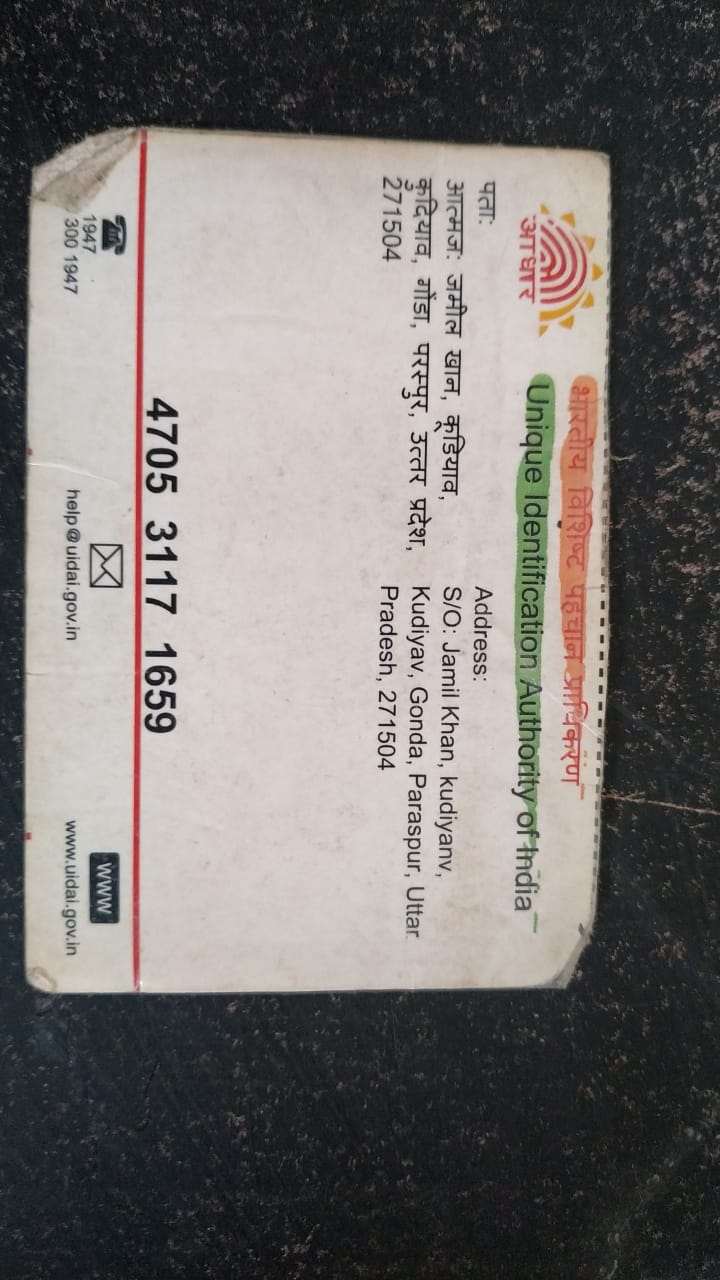 भारतीय विशिष्ट पहचान प्राधिकरण
Unique Identification Authority of India
आधार
पता:
आत्मज: जमील खान, कुडियाव,
कुदियाव, गोंडा, परसपुर, उत्तर प्रदेश,
271504
Address:
S/O: Jamil Khan, kudiyanv,
Kudiyav, Gonda, Paraspur, Uttar
Pradesh, 271504
4705 3117 1659
1947
300 1947
help@uidai.gov.in
www
www.uidai.gov.in